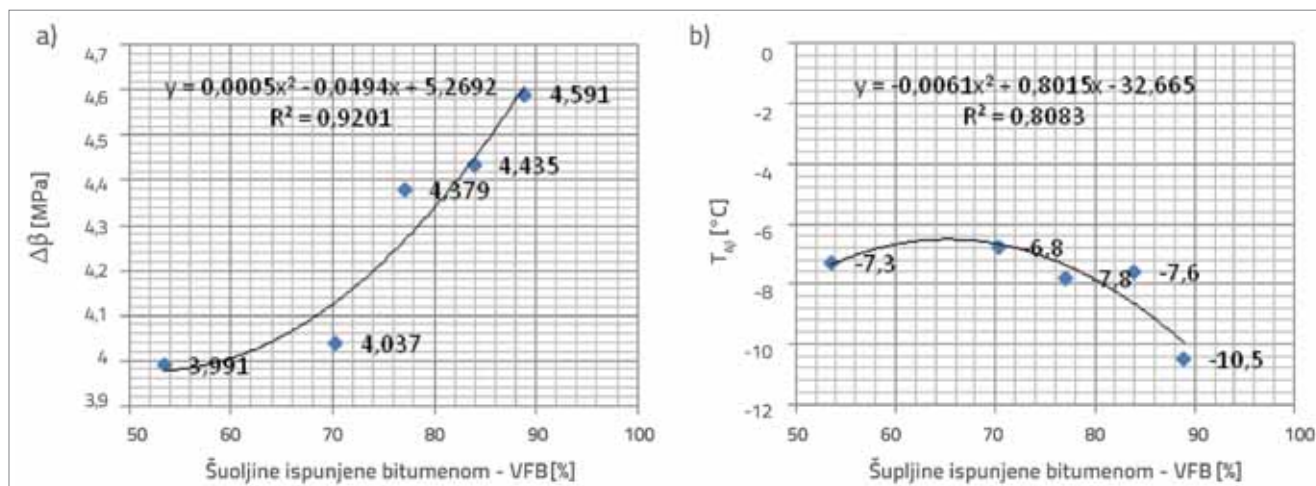 a)
4,7
4,6
4,5
4,4
4,3
4,2
4,1
4
3,9
Δβ [MPa]
y = 0,0005x² - 0,0494x + 5,2692
R² = 0,9201
4,591
4,435
4,379
4,037
3,991
50 60 70 80 90 100
Šuoljine ispunjene bitumenom - VFB [%]
b)
0
-2
-4
-6
-8
-10
-12
T [°C]
y = -0,0061x² + 0,8015x - 32,665
R² = 0,8083
-7,3
-6,8
-7,8
-7,6
-10,5
50 60 70 80 90 100
Šupljine ispunjene bitumenom - VFB [%]